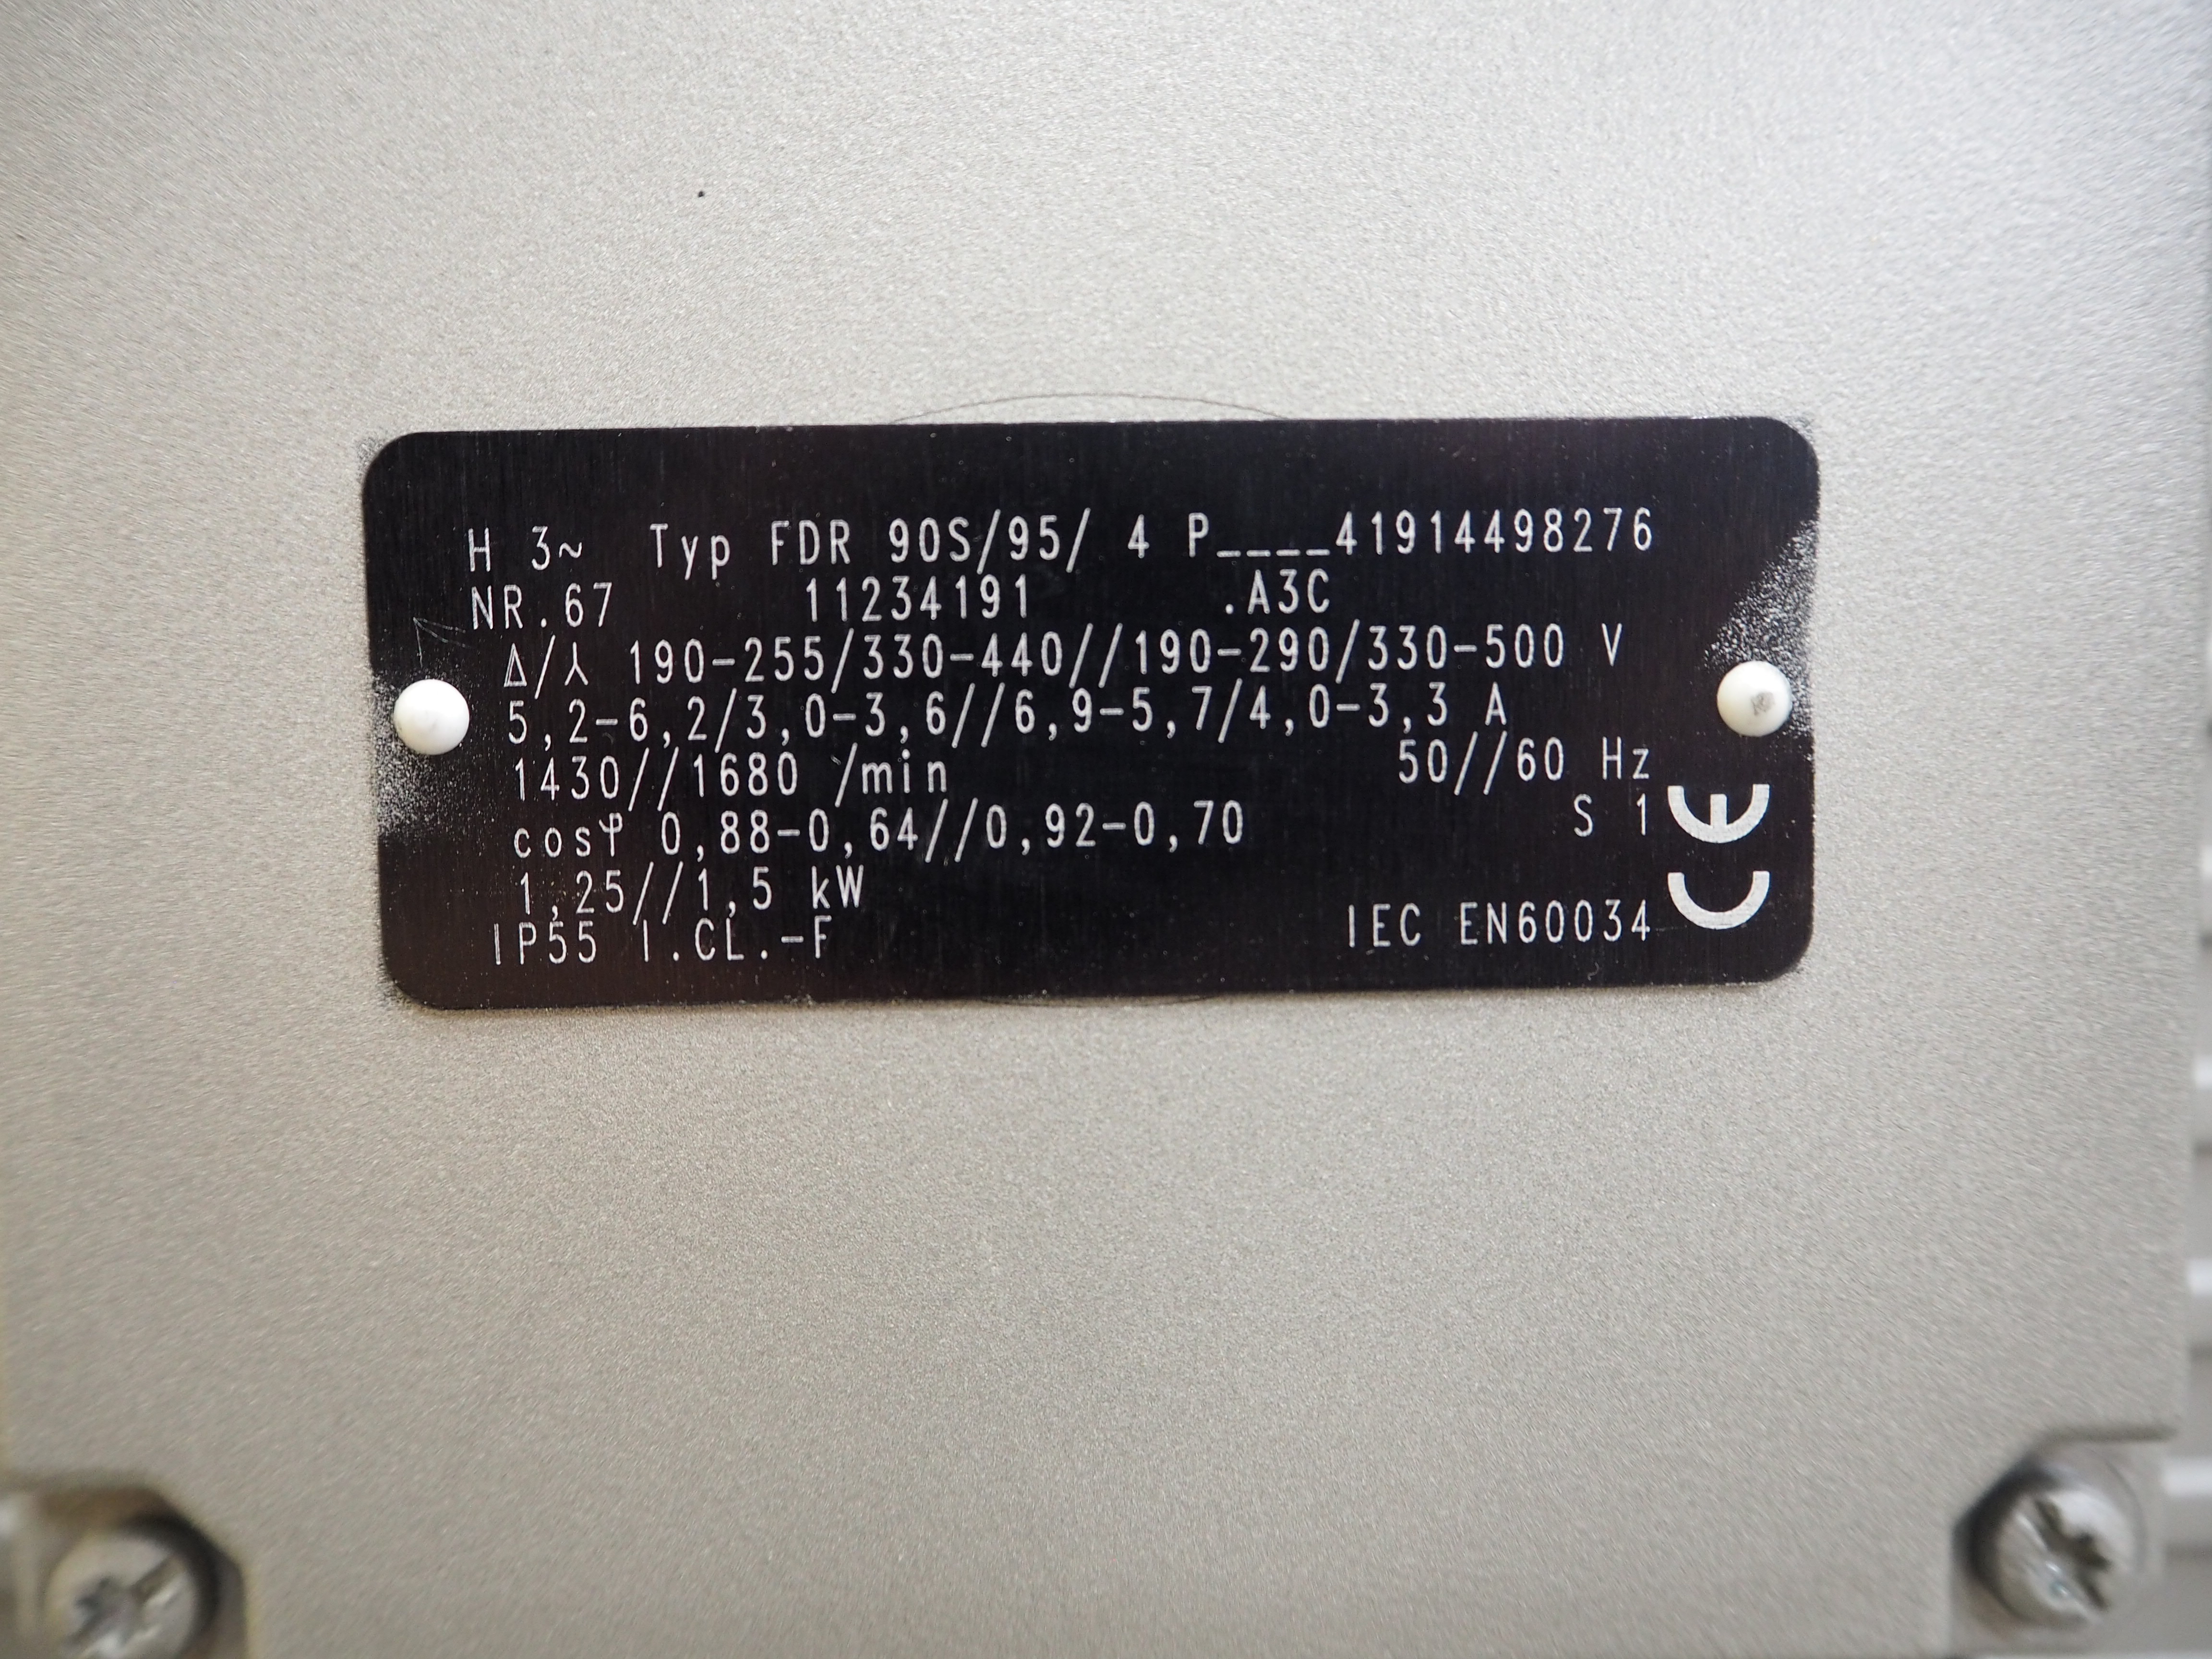 H 3~ Typ FDR 90S/95/ 4 P____41914498276
NR.67 11234191 .A3C
Δ/⅄ 190-255/330-440//190-290/330-500 V
5,2-6,2/3,0-3,6//6,9-5,7/4,0-3,3 A
1430//1680 /min 50//60 Hz
cosφ 0,88-0,64//0,92-0,70 S 1
1,25//1,5 kW
IP55 I.CL.-F IEC EN60034
CE